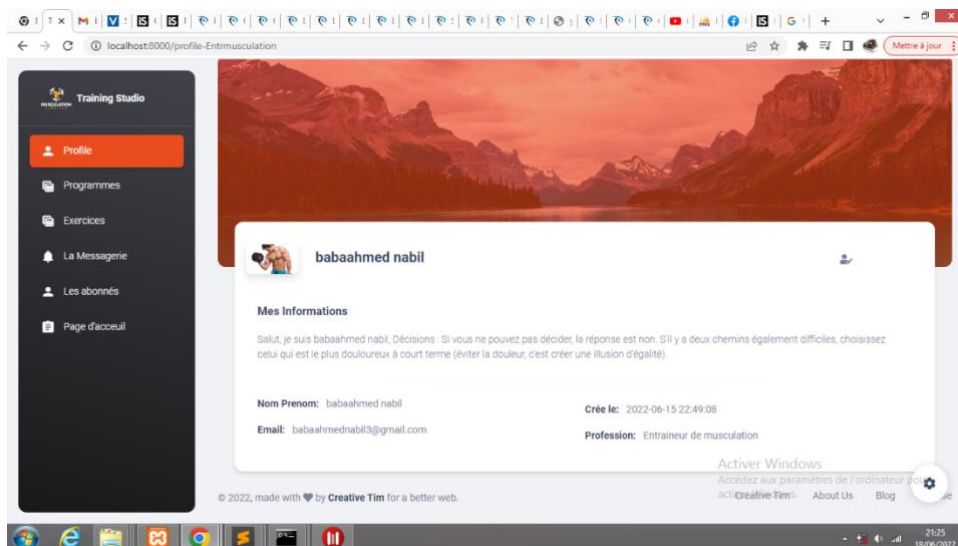 localhost:8000/profile-Entrmusculation
Mettre à jour
MUSCULATION
Training Studio
Profile
Programmes
Exercices
La Messagerie
Les abonnés
Page d'acceuil
babaahmed nabil
Mes Informations
Salut, je suis babaahmed nabil, Décisions : Si vous ne pouvez pas décider, la réponse est non. S'il y a deux chemins également difficiles, choisissez
celui qui est le plus douloureux à court terme (éviter la douleur, c'est créer une illusion d'égalité).
Nom Prenom: babaahmed nabil
Crée le: 2022-06-15 22:49:08
Email: babaahmednabil3@gmail.com
Profession: Entraineur de musculation
Activer Windows
Accédez aux paramètres de l'ordinateur
© 2022, made with by Creative Tim for a better web.
Creative Tim About Us Blog
21:25
18/06/2022